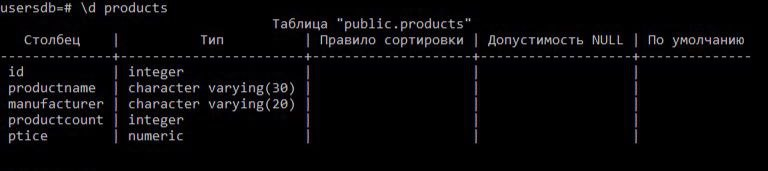 usersdb=# \d products
Таблица "public.products"
Столбец | Тип | Правило сортировки | Допустимость NULL | По умолчанию
--------------+-----------------------+--------------------+-------------------+--------------
id | integer | | |
productname | character varying(30) | | |
manufacturer | character varying(20) | | |
productcount | integer | | |
ptice | numeric | | |